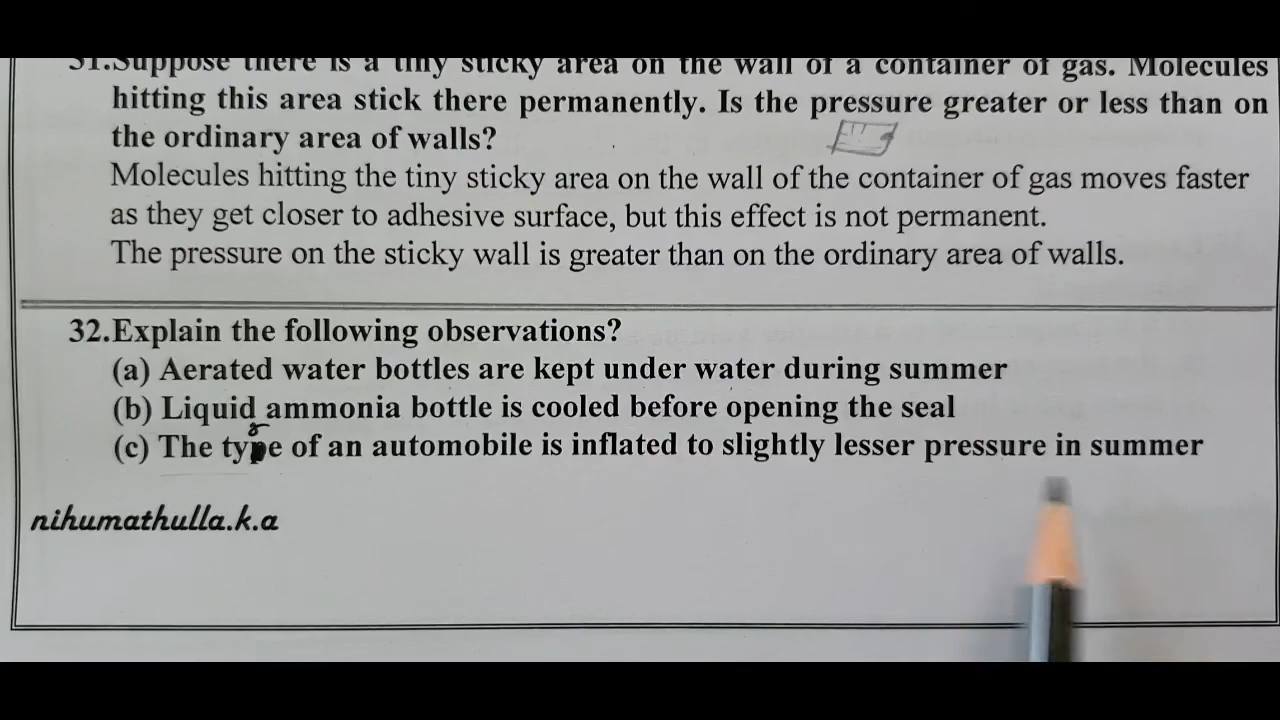 31.Suppose there is a tiny sticky area on the wall of a container of gas. Molecules
hitting this area stick there permanently. Is the pressure greater or less than on
the ordinary area of walls?
Molecules hitting the tiny sticky area on the wall of the container of gas moves faster
as they get closer to adhesive surface, but this effect is not permanent.
The pressure on the sticky wall is greater than on the ordinary area of walls.
32.Explain the following observations?
(a) Aerated water bottles are kept under water during summer
(b) Liquid ammonia bottle is cooled before opening the seal
(c) The tyre of an automobile is inflated to slightly lesser pressure in summer
nihumathulla.k.a